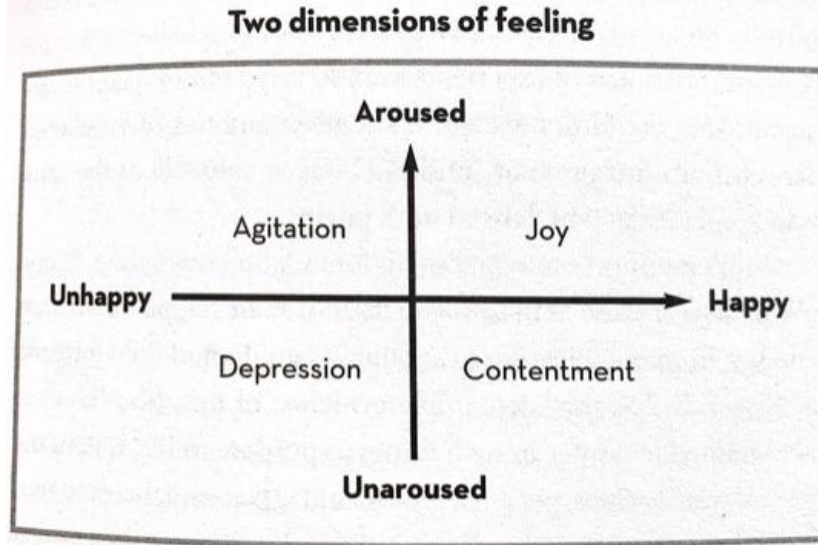 Two dimensions of feeling
Aroused
Agitation Joy
Unhappy Happy
Depression Contentment
Unaroused